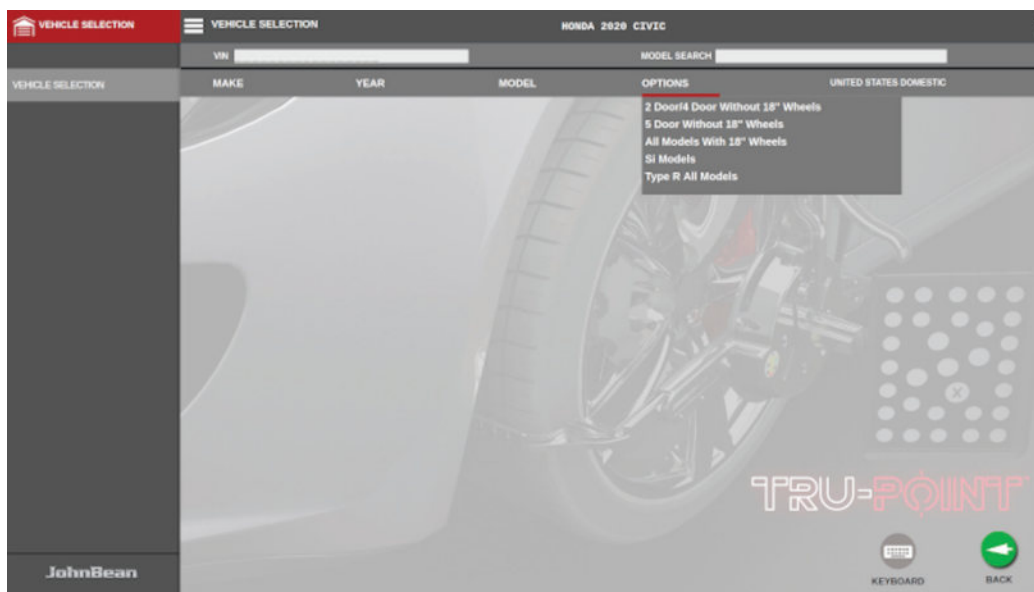 VEHICLE SELECTION
VEHICLE SELECTION
HONDA 2020 CIVIC
VIN
MODEL SEARCH
VEHICLE SELECTION
MAKE
YEAR
MODEL
OPTIONS
UNITED STATES DOMESTIC
2 Door/4 Door Without 18" Wheels
5 Door Without 18" Wheels
All Models With 18" Wheels
Si Models
Type R All Models
X
TRU-POINT
JohnBean
KEYBOARD
BACK